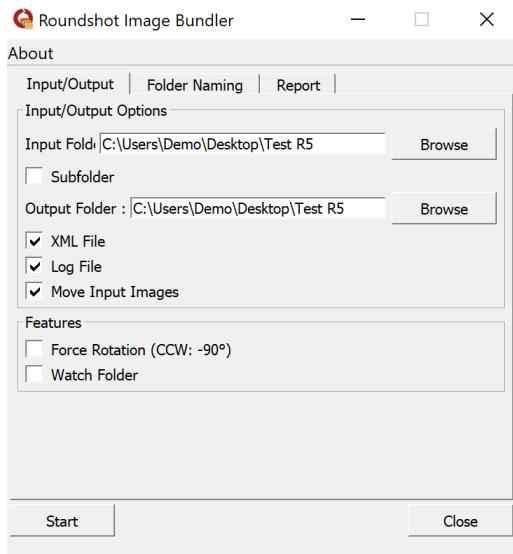 Roundshot Image Bundler
About
Input/Output Folder Naming Report
Input/Output Options
Input Folde C:\Users\Demo\Desktop\Test R5 Browse
Subfolder
Output Folder : C:\Users\Demo\Desktop\Test R5 Browse
XML File
Log File
Move Input Images
Features
Force Rotation (CCW: -90º)
Watch Folder
Start Close